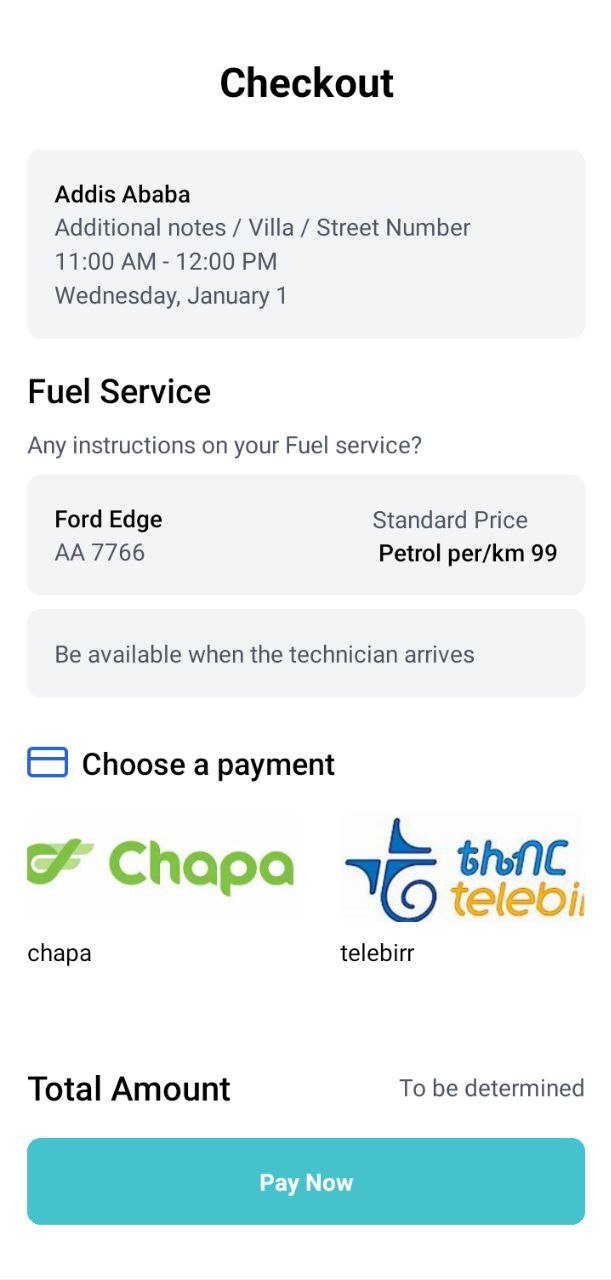 Checkout
Addis Ababa
Additional notes / Villa / Street Number
11:00 AM - 12:00 PM
Wednesday, January 1
Fuel Service
Any instructions on your Fuel service?
Ford Edge
Standard Price
AA 7766
Petrol per/km 99
Be available when the technician arrives
Choose a payment
Chapa
ቴሌብር
telebir
chapa
telebirr
Total Amount
To be determined
Pay Now